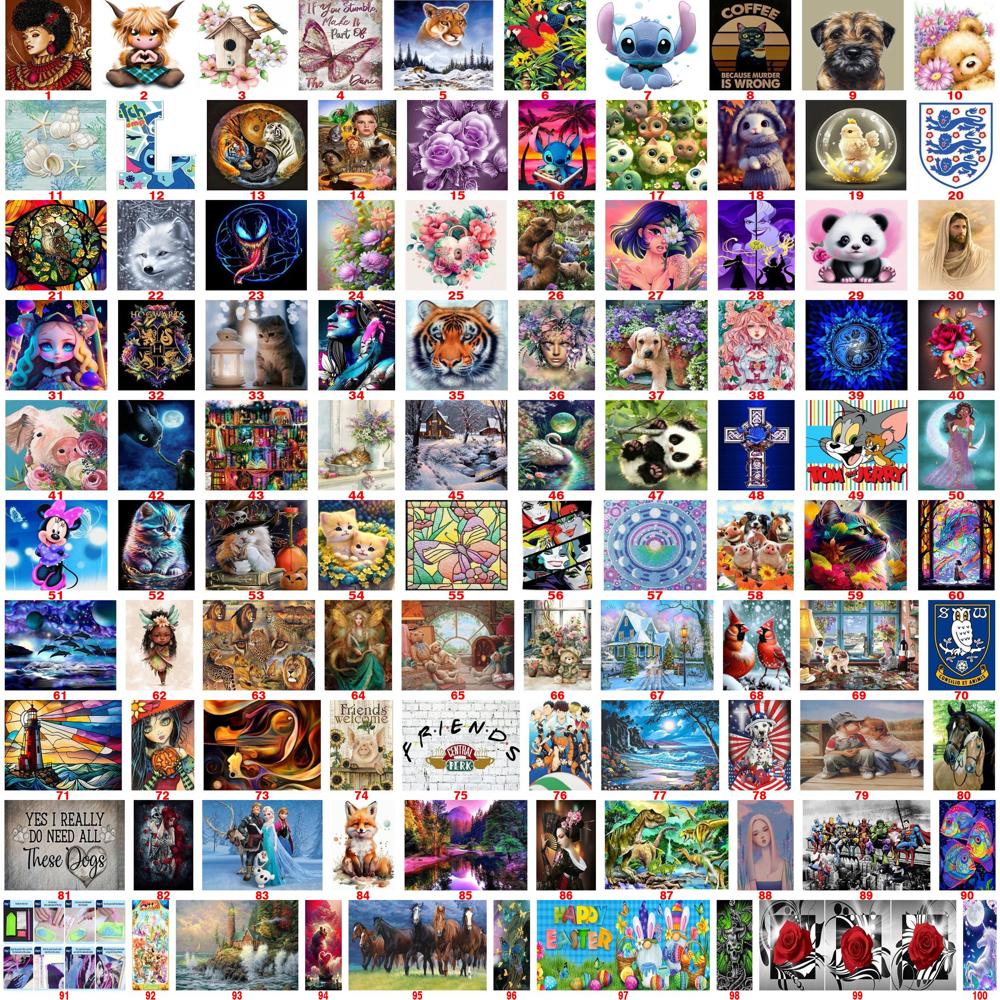 If You Stumble,
Make It
Part Of
The Dance
COFFEE
BECAUSE MURDER
IS WRONG
1 2 3 4 5 6 7 8 9 10
11 12 13 14 15 16 17 18 19 20
HOGWARTS
H
21 22 23 24 25 26 27 28 29 30
31 32 33 34 35 36 37 38 39 40
TOM and JERRY
41 42 43 44 45 46 47 48 49 50
51 52 53 54 55 56 57 58 59 60
S W
CONSILIO ET ANIMIS
61 62 63 64 65 66 67 68 69 70
Friends
welcome
F·R·I·E·N·D·S
CENTRAL
PERK
71 72 73 74 75 76 77 78 79 80
YES I REALLY
DO NEED ALL
These Dogs
81 82 83 84 85 86 87 88 89 90
HAPPY
EASTER
91 92 93 94 95 96 97 98 99 100